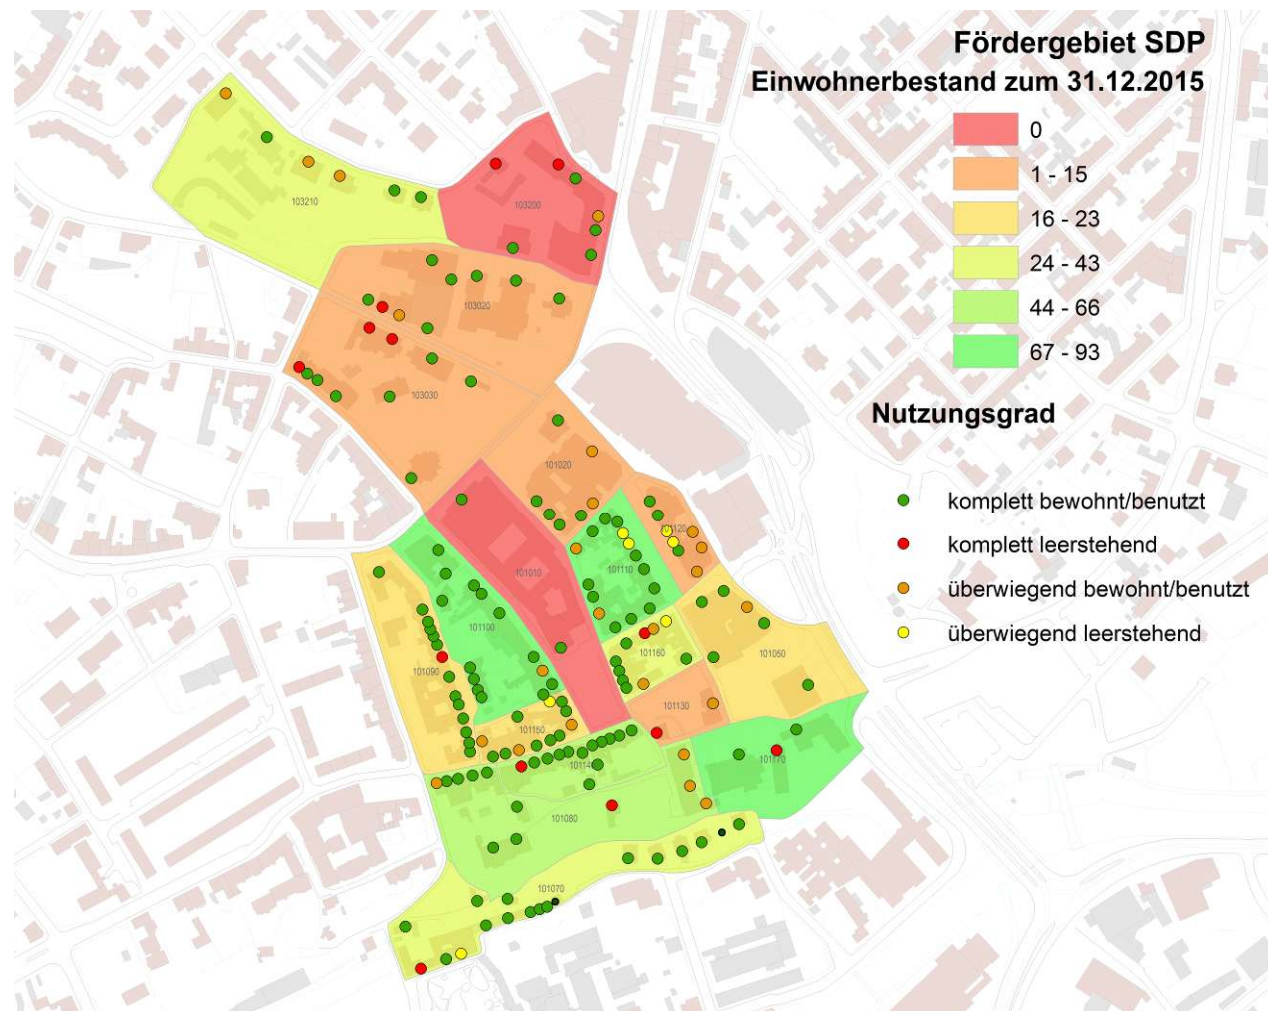 Fördergebiet SDP
Einwohnerbestand zum 31.12.2015
0
1 - 15
16 - 23
24 - 43
44 - 66
67 - 93
Nutzungsgrad
komplett bewohnt/benutzt
komplett leerstehend
überwiegend bewohnt/benutzt
überwiegend leerstehend
103210
103200
103020
103030
101020
101120
101010
101110
101100
101160
101050
101090
101130
101150
101170
101080
101070